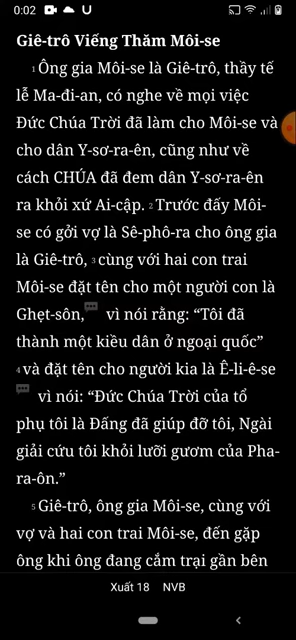 0:02
Giê-trô Viếng Thăm Môi-se
1 Ông gia Môi-se là Giê-trô, thầy tế
lễ Ma-đi-an, có nghe về mọi việc
Đức Chúa Trời đã làm cho Môi-se và
cho dân Y-sơ-ra-ên, cũng như về
cách CHÚA đã đem dân Y-sơ-ra-ên
ra khỏi xứ Ai-cập. 2 Trước đấy Môi-
se có gởi vợ là Sê-phô-ra cho ông gia
là Giê-trô, 3 cùng với hai con trai
Môi-se đặt tên cho một người con là
Ghẹt-sôn, vì nói rằng: “Tôi đã
thành một kiều dân ở ngoại quốc”
4 và đặt tên cho người kia là Ê-li-ê-se
vì nói: “Đức Chúa Trời của tổ
phụ tôi là Đấng đã giúp đỡ tôi, Ngài
giải cứu tôi khỏi lưỡi gươm của Pha-
ra-ôn.”
5 Giê-trô, ông gia Môi-se, cùng với
vợ và hai con trai Môi-se, đến gặp
ông khi ông đang cắm trại gần bên
Xuất 18 NVB